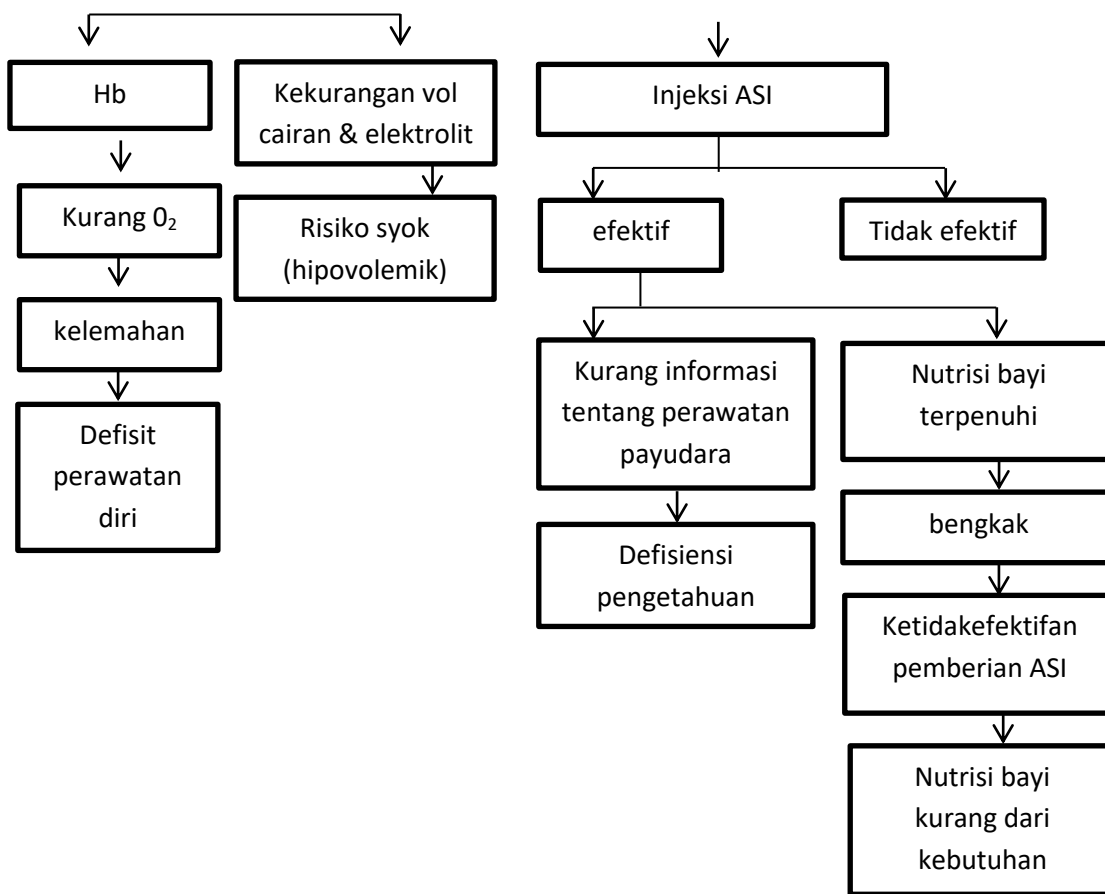 Hb
Kekurangan vol
cairan & elektrolit
Kurang 0₂
Risiko syok
(hipovolemik)
kelemahan
Defisit
perawatan
diri
Injeksi ASI
efektif
Tidak efektif
Kurang informasi
tentang perawatan
payudara
Nutrisi bayi
terpenuhi
Defisiensi
pengetahuan
bengkak
Ketidakefektifan
pemberian ASI
Nutrisi bayi
kurang dari
kebutuhan